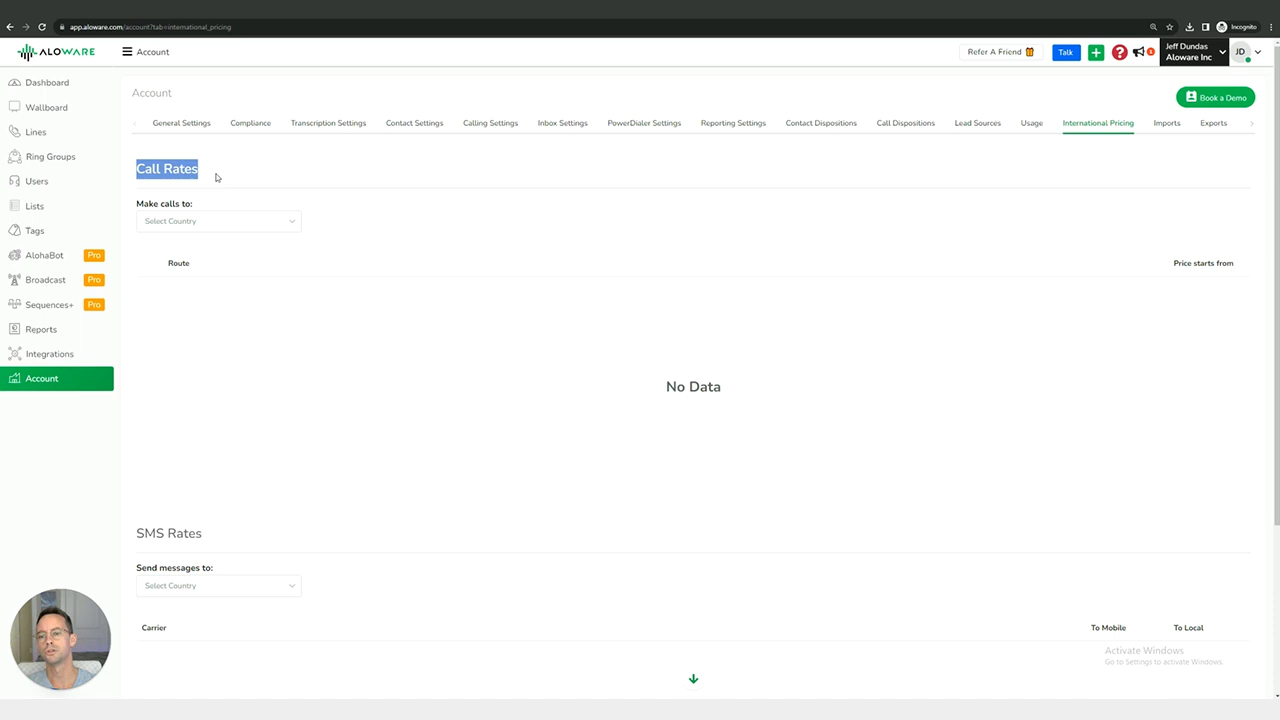 app.aloware.com/account?tab=international_pricing
Incognito
ALOWARE
Account
Refer A Friend
Talk
1
Jeff Dundas
Aloware Inc
JD
Dashboard
Wallboard
Lines
Ring Groups
Users
Lists
Tags
AlohaBot Pro
Broadcast Pro
Sequences+ Pro
Reports
Integrations
Account
Account
Book a Demo
General Settings Compliance Transcription Settings Contact Settings Calling Settings Inbox Settings PowerDialer Settings Reporting Settings Contact Dispositions Call Dispositions Lead Sources Usage International Pricing Imports Exports
Call Rates
Make calls to:
Select Country
Route Price starts from
No Data
SMS Rates
Send messages to:
Select Country
Carrier To Mobile To Local
Activate Windows
Go to Settings to activate Windows.